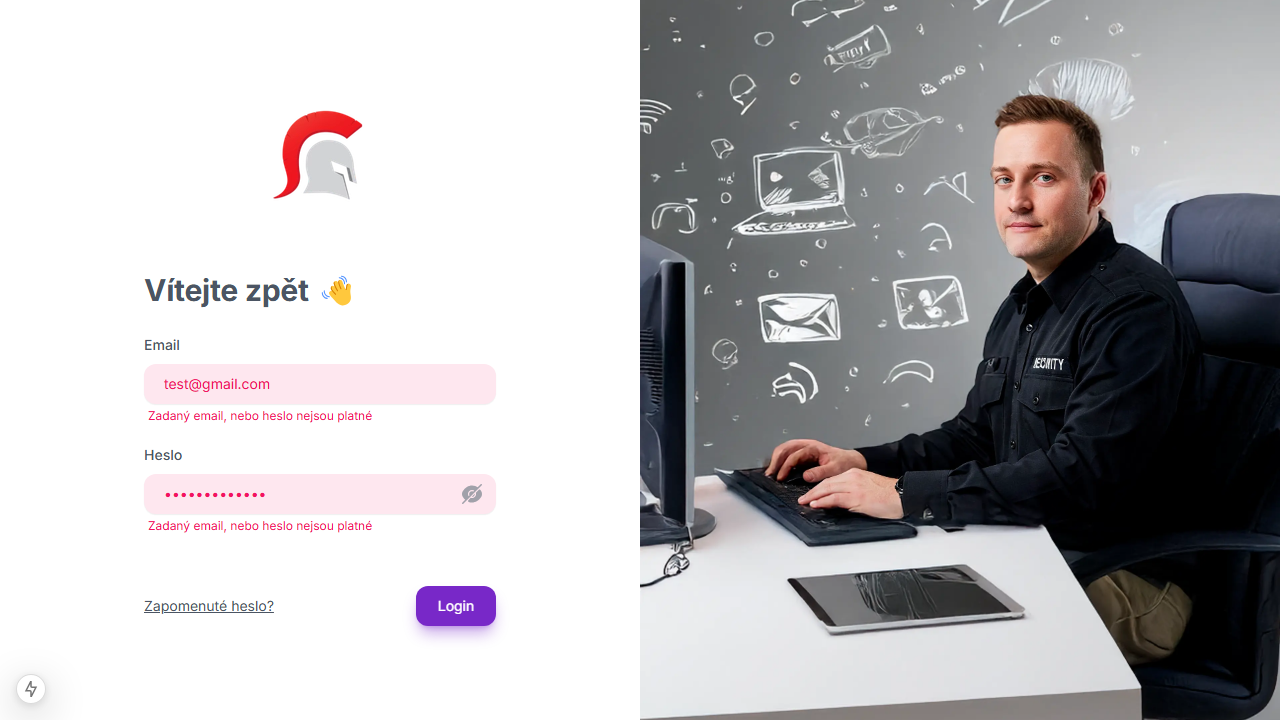 Vítejte zpět 👋
Email
test@gmail.com
Zadaný email, nebo heslo nejsou platné
Heslo
•••••••••••••
Zadaný email, nebo heslo nejsou platné
Zapomenuté heslo?
Login